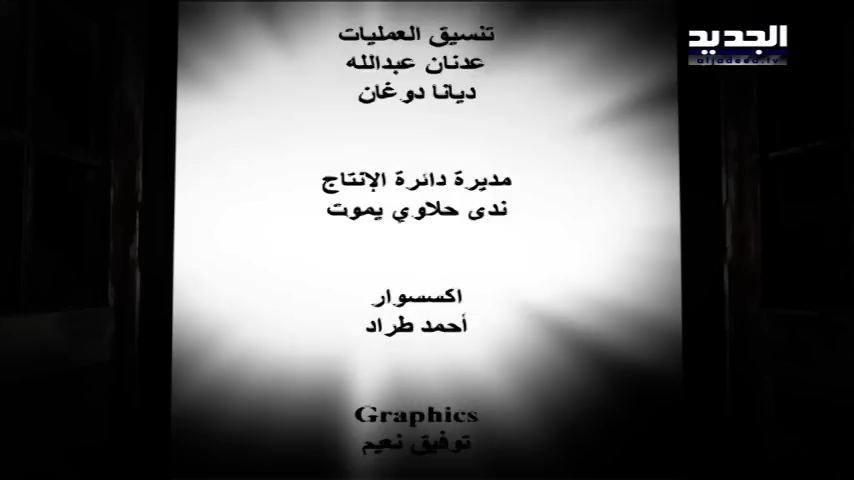 الجديد
aljadeed.tv
تنسيق العمليات
عدنان عبدالله
ديانا دوغان
مديرة دائرة الإنتاج
ندى حلاوي يموت
اكسسوار
أحمد طراد
Graphics
توفيق نعيم